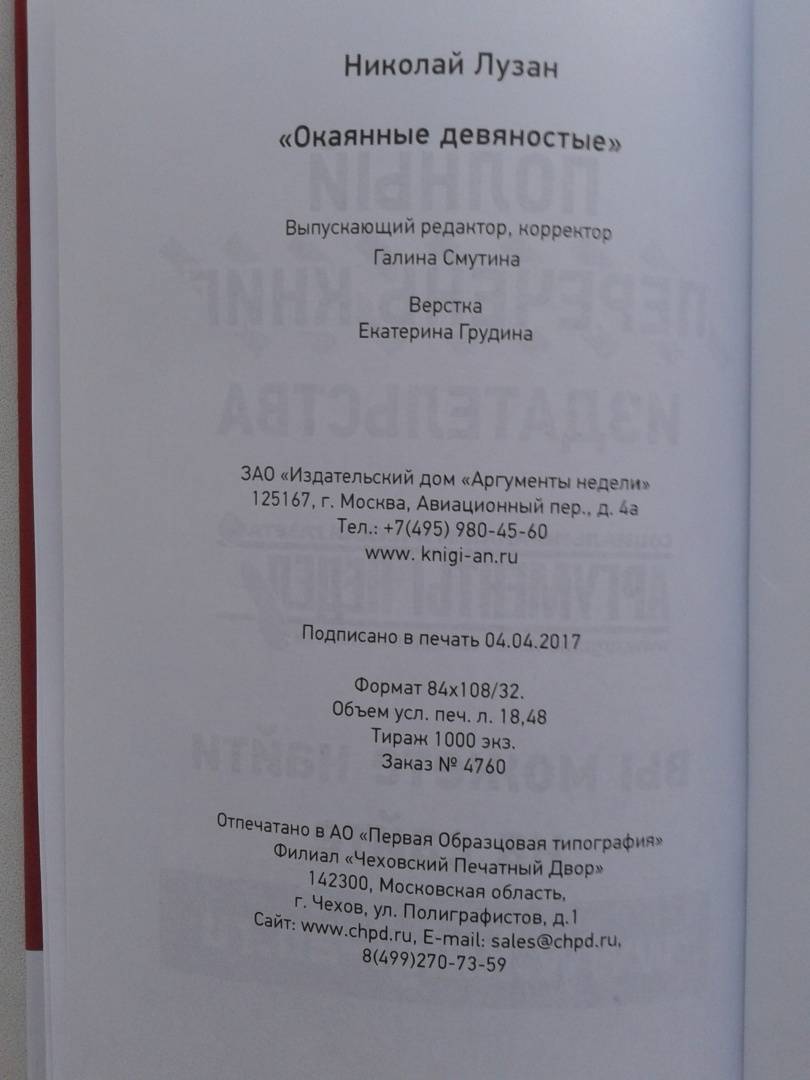 Николай Лузан
«Окаянные девяностые»
Выпускающий редактор, корректор
Галина Смутина
Верстка
Екатерина Грудина
ЗАО «Издательский дом «Аргументы недели»
125167, г. Москва, Авиационный пер., д. 4а
Тел.: +7(495) 980-45-60
www. knigi-an.ru
Подписано в печать 04.04.2017
Формат 84х108/32.
Объем усл. печ. л. 18,48
Тираж 1000 экз.
Заказ № 4760
Отпечатано в АО «Первая Образцовая типография»
Филиал «Чеховский Печатный Двор»
142300, Московская область,
г. Чехов, ул. Полиграфистов, д.1
Сайт: www.chpd.ru, E-mail: sales@chpd.ru,
8(499)270-73-59